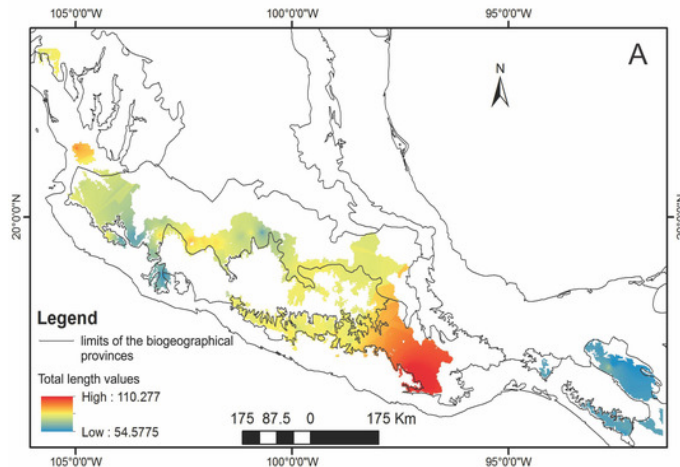 105°0'0"W 100°0'0"W 95°0'0"W
A
N
20°0'0"N 20°0'0"N
Legend
limits of the biogeographical
provinces
Total length values
High : 110.277
Low : 54.5775
175 87.5 0 175 Km
105°0'0"W 100°0'0"W 95°0'0"W